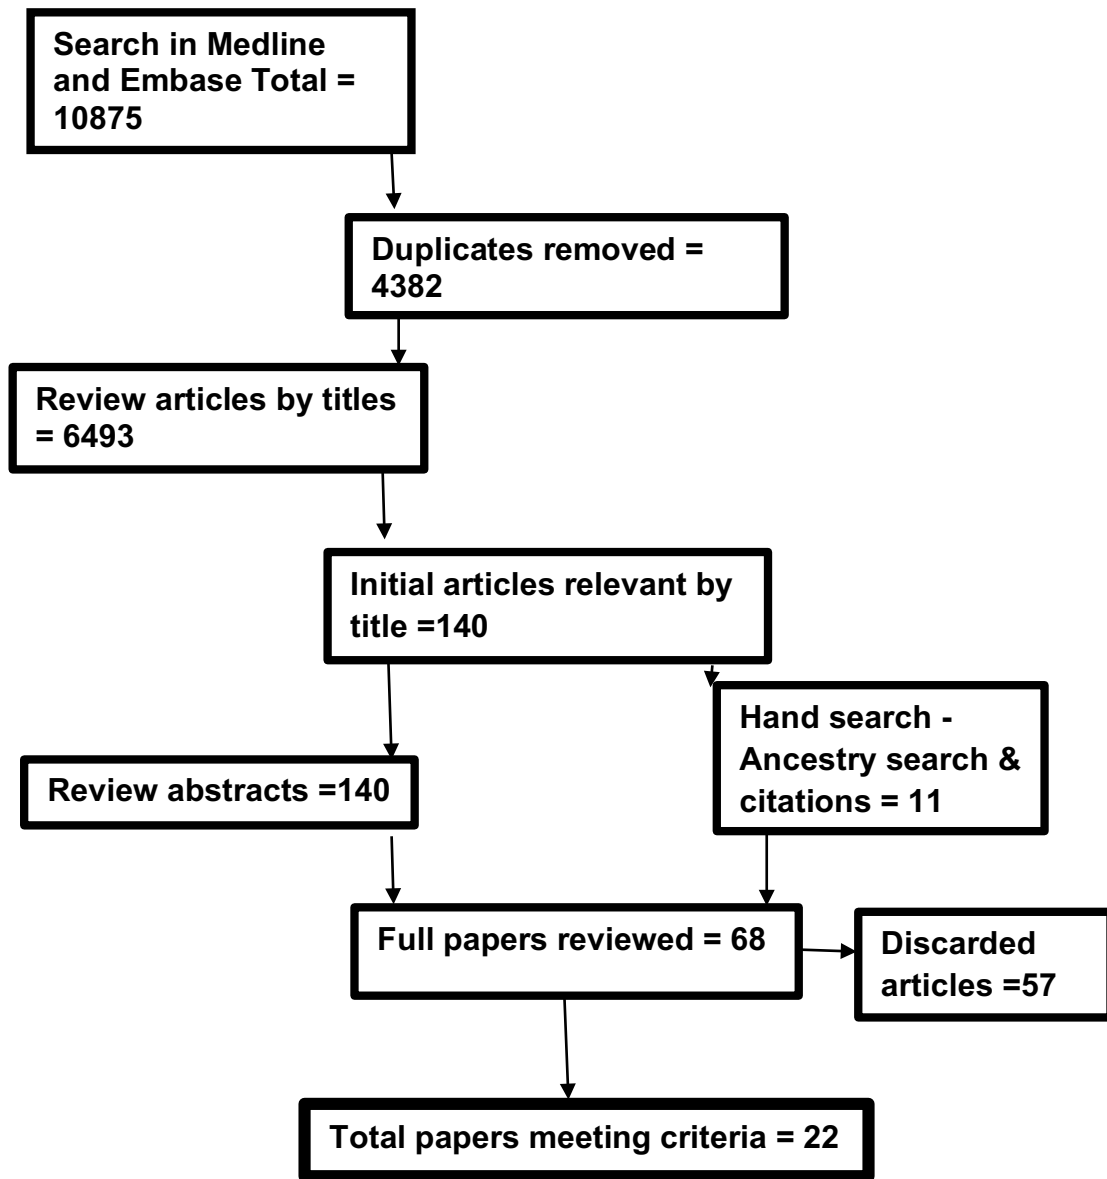 Search in Medline
and Embase Total =
10875
Duplicates removed =
4382
Review articles by titles
= 6493
Initial articles relevant by
title =140
Hand search -
Ancestry search &
citations = 11
Review abstracts =140
Full papers reviewed = 68
Discarded
articles =57
Total papers meeting criteria = 22